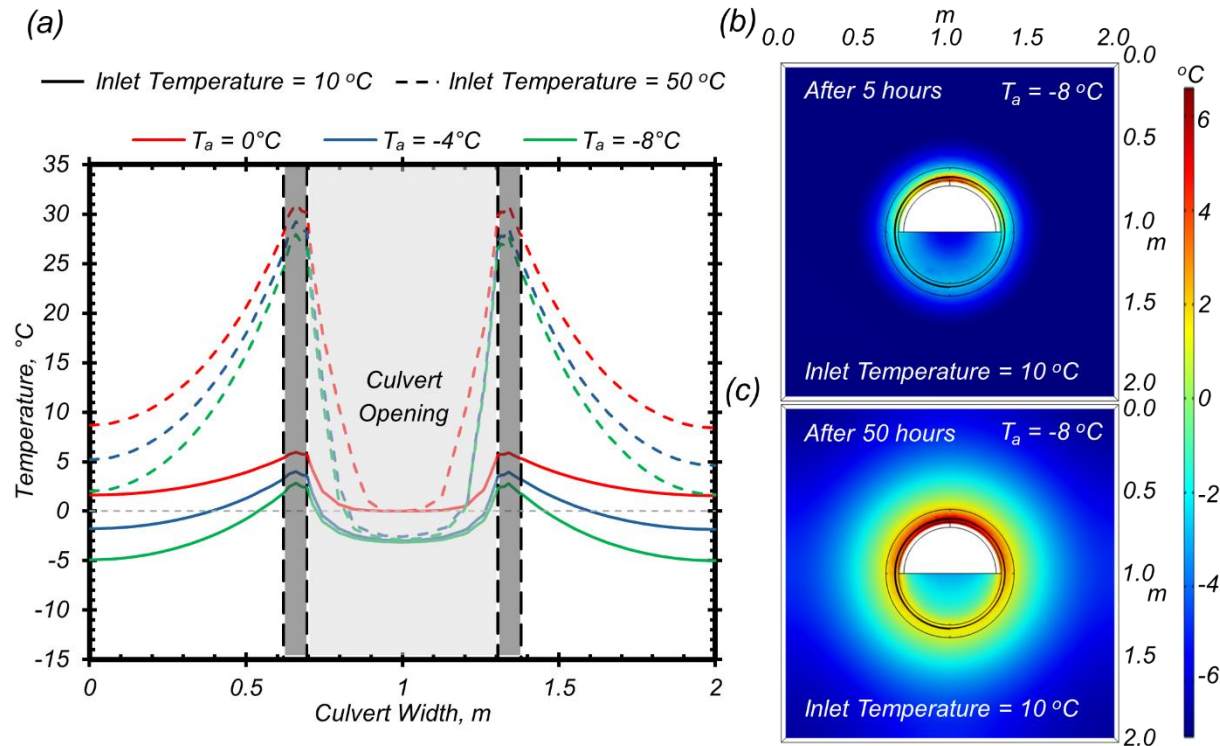 (a)
Inlet Temperature = 10 °C
Inlet Temperature = 50 °C
Tₐ = 0°C
Tₐ = -4°C
Tₐ = -8°C
Temperature, °C
35
30
25
20
15
10
5
0
-5
-10
-15
Culvert
Opening
0
0.5
1
1.5
2
Culvert Width, m
(b)
m
0.0
0.5
1.0
1.5
2.0
After 5 hours
Tₐ = -8 °C
Inlet Temperature = 10 °C
0.0
0.5
1.0
m
1.5
2.0
(c)
After 50 hours
Tₐ = -8 °C
Inlet Temperature = 10 °C
0.0
0.5
1.0
m
1.5
2.0
°C
6
4
2
0
-2
-4
-6